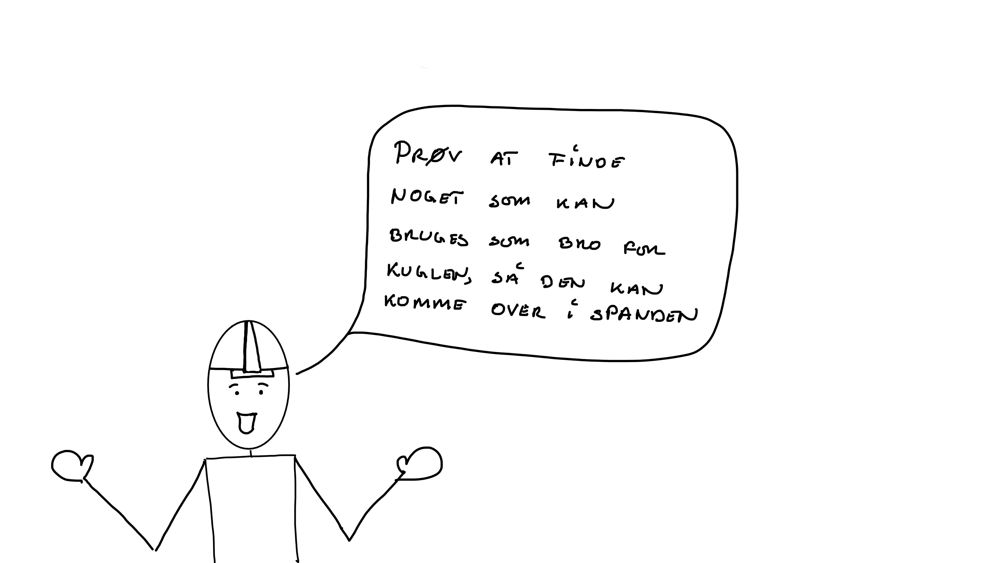 PRØV AT FINDE
NOGET SOM KAN
BRUGES SOM BRO FOR
KUGLEN, SÅ DEN KAN
KOMME OVER i SPANDEN